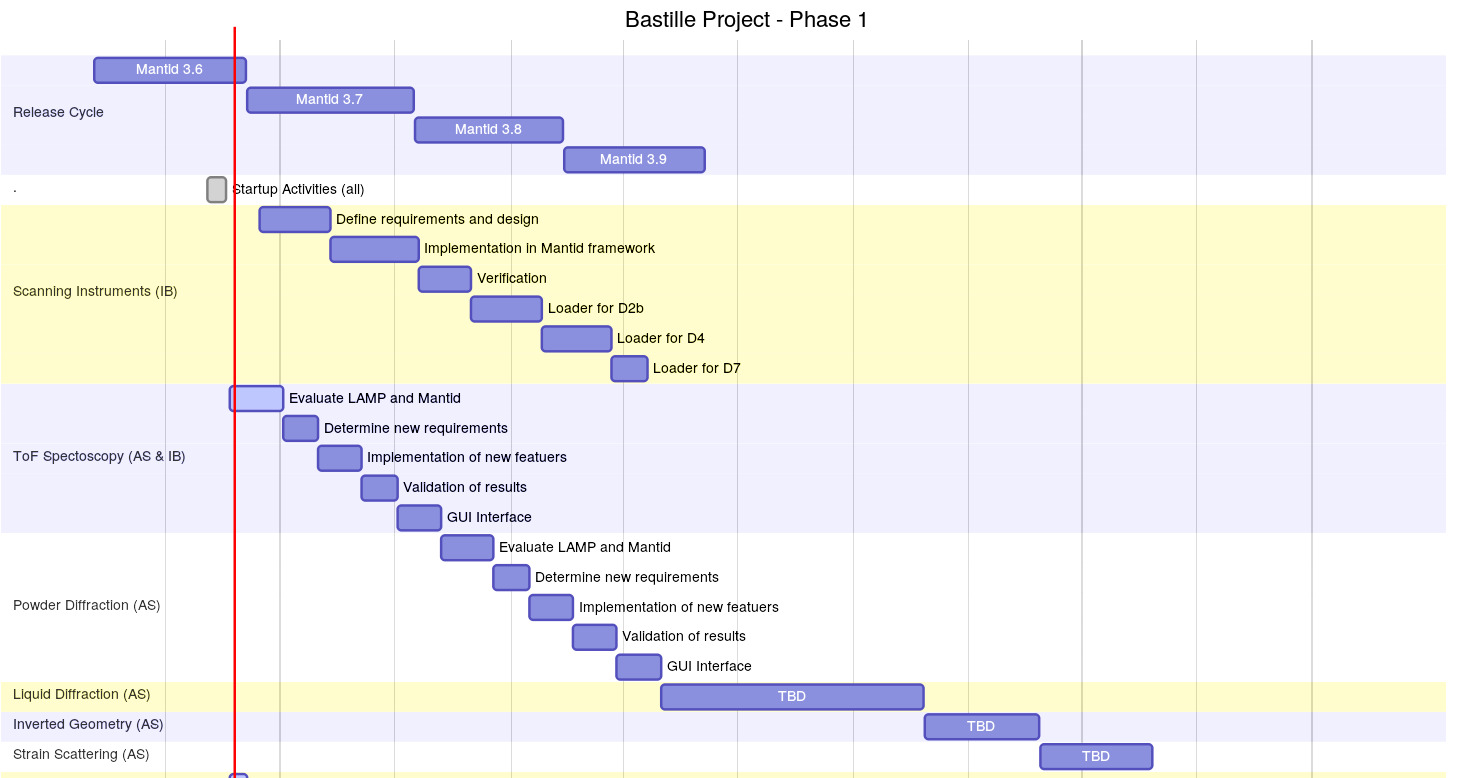 Bastille Project - Phase 1
Mantid 3.6
Mantid 3.7
Release Cycle
Mantid 3.8
Mantid 3.9
.
Startup Activities (all)
Define requirements and design
Implementation in Mantid framework
Verification
Scanning Instruments (IB)
Loader for D2b
Loader for D4
Loader for D7
Evaluate LAMP and Mantid
Determine new requirements
ToF Spectoscopy (AS & IB)
Implementation of new featuers
Validation of results
GUI Interface
Evaluate LAMP and Mantid
Determine new requirements
Powder Diffraction (AS)
Implementation of new featuers
Validation of results
GUI Interface
Liquid Diffraction (AS)
TBD
Inverted Geometry (AS)
TBD
Strain Scattering (AS)
TBD